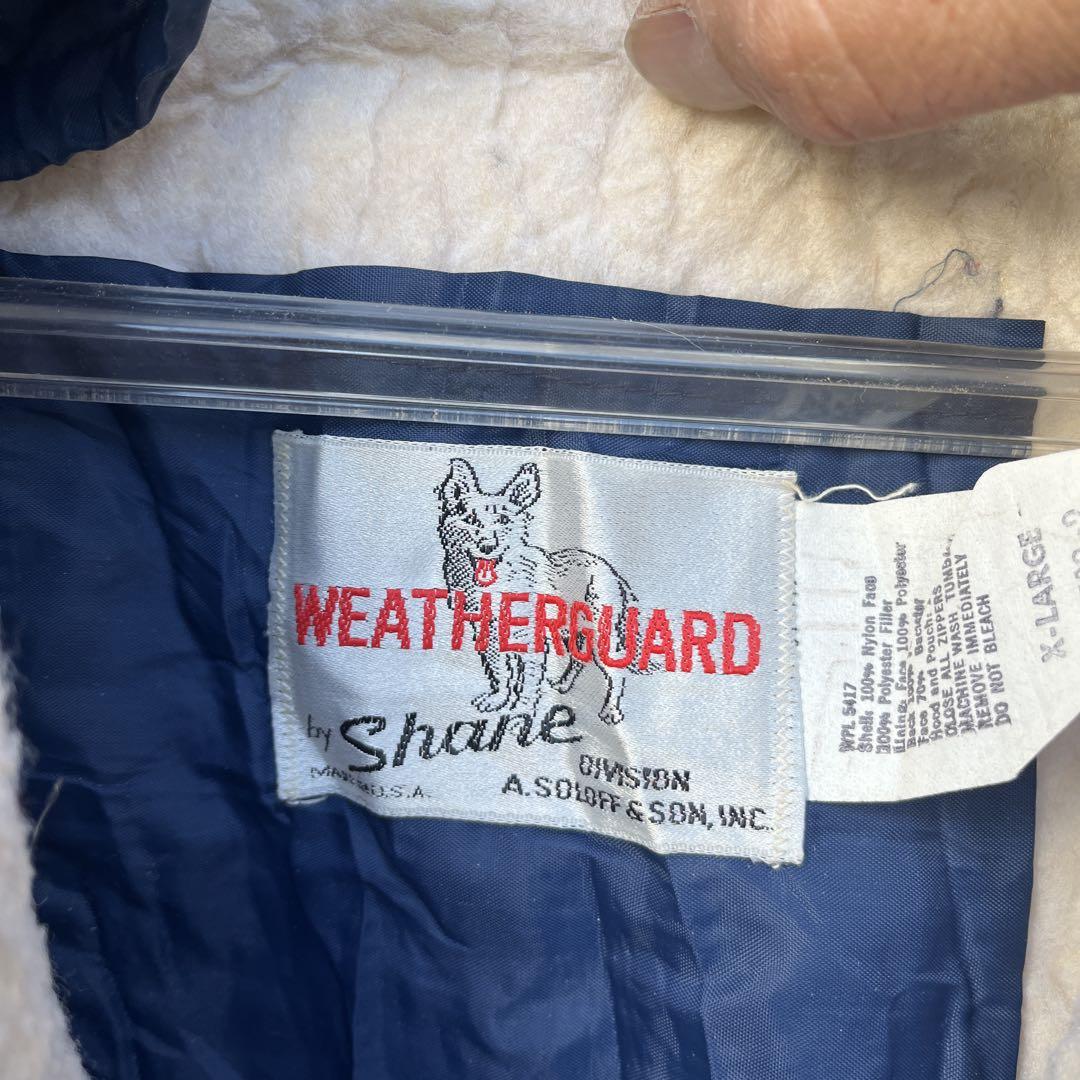 WEATHERGUARD
by Shane
MADE IN U.S.A.
DIVISION
A. SOLOFF & SON, INC.
WPL 5417
Shell: 100% Nylon Face
100% Polyester Filler
Lining: Face 100% Polyester
Back
Face 70% Backing
Hood and Pouch:
CLOSE ALL ZIPPERS
MACHINE WASH TUMBLE
REMOVE IMMEDIATELY
DO NOT BLEACH
X-LARGE